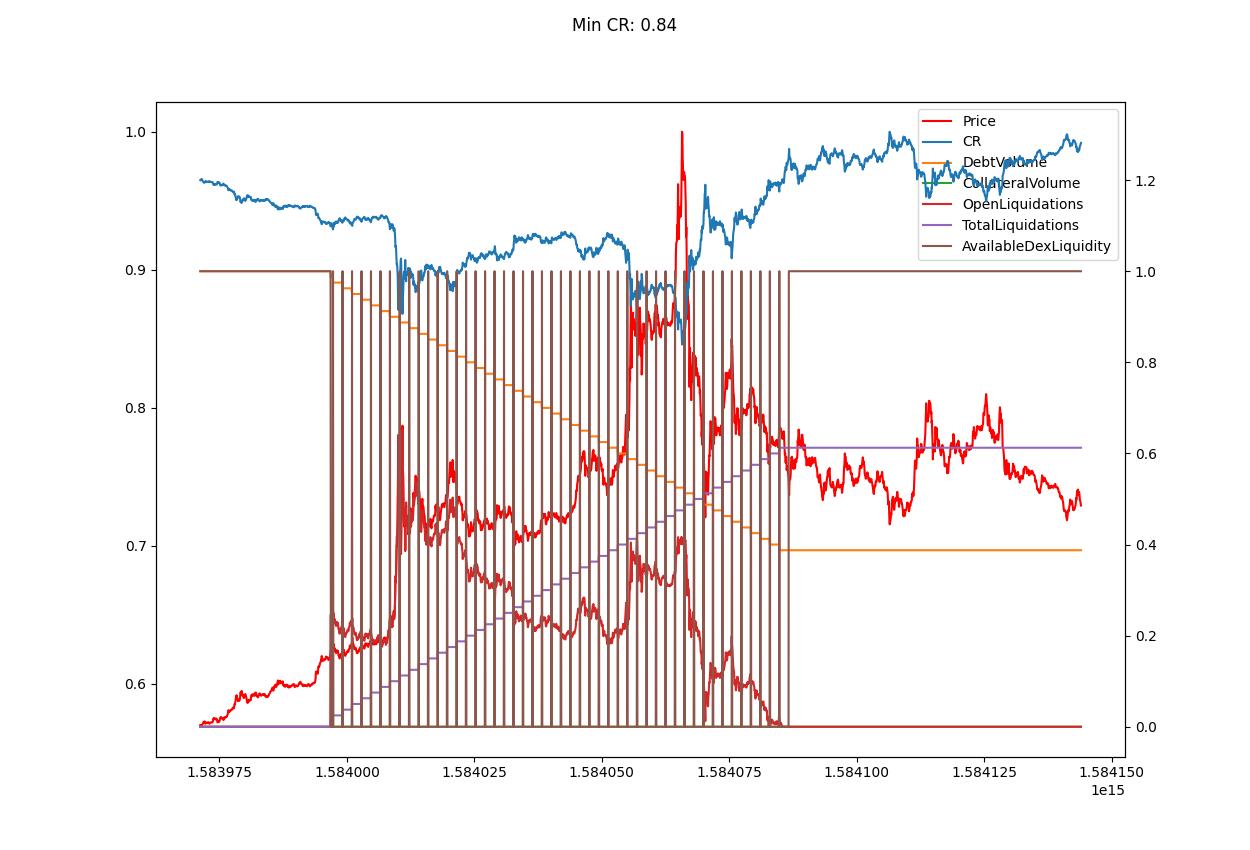 Min CR: 0.84
1.0
0.9
0.8
0.7
0.6
1.2
1.0
0.8
0.6
0.4
0.2
0.0
Price
CR
DebtVolume
CollateralVolume
OpenLiquidations
TotalLiquidations
AvailableDexLiquidity
1.583975 1.584000 1.584025 1.584050 1.584075 1.584100 1.584125 1.584150
1e15